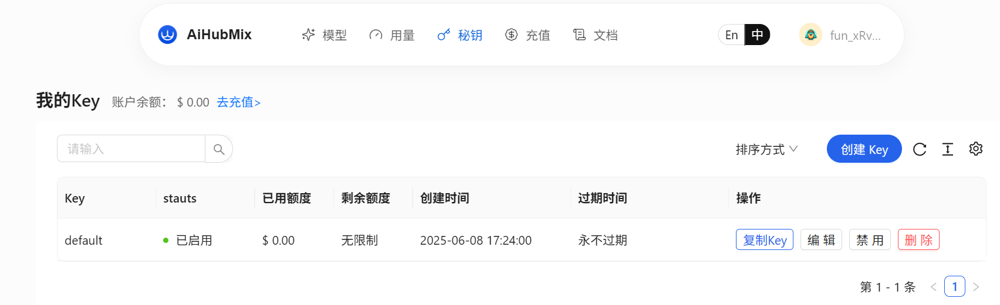 AiHubMix 模型 用量 秘钥 充值 文档 En 中 fun_xRv...
我的Key 账户余额： $ 0.00 去充值>
请输入 排序方式 创建 Key
Key stauts 已用额度 剩余额度 创建时间 过期时间 操作
default 已启用 $ 0.00 无限制 2025-06-08 17:24:00 永不过期 复制Key 编 辑 禁 用 删 除
第 1 - 1 条 < 1 >